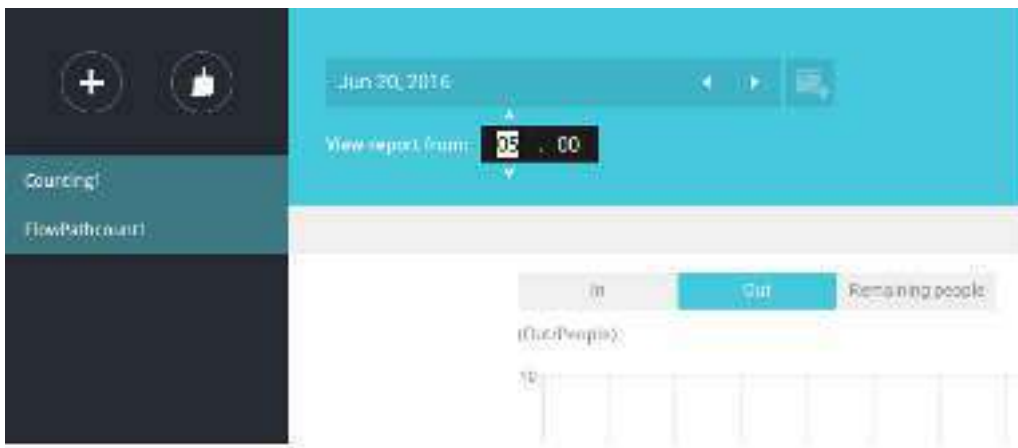 Jun 20, 2016
View report from: 05 : 00
Counting1
FlowPathcount1
In Out Remaining people
(Out/People)
10